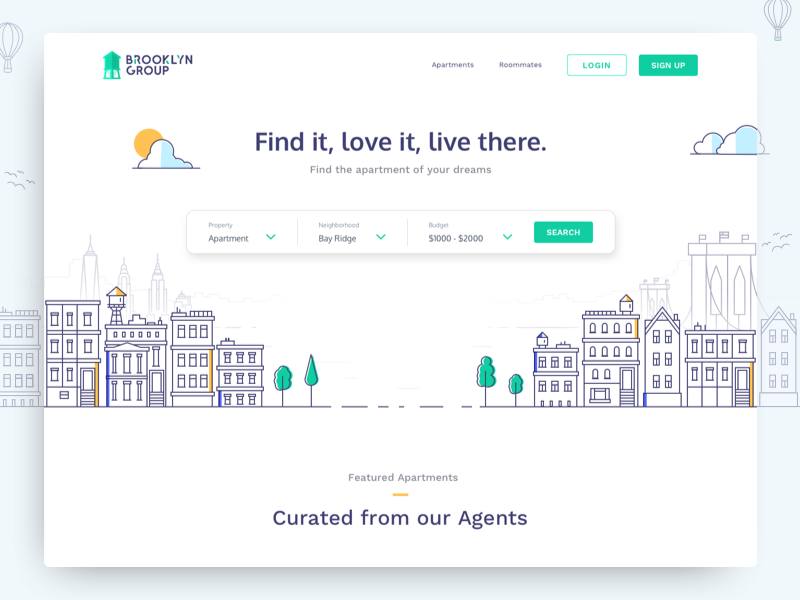 BROOKLYN
GROUP
Apartments
Roommates
LOGIN
SIGN UP
Find it, love it, live there.
Find the apartment of your dreams
Property
Apartment
Neighborhood
Bay Ridge
Budget
$1000 - $2000
SEARCH
Featured Apartments
Curated from our Agents